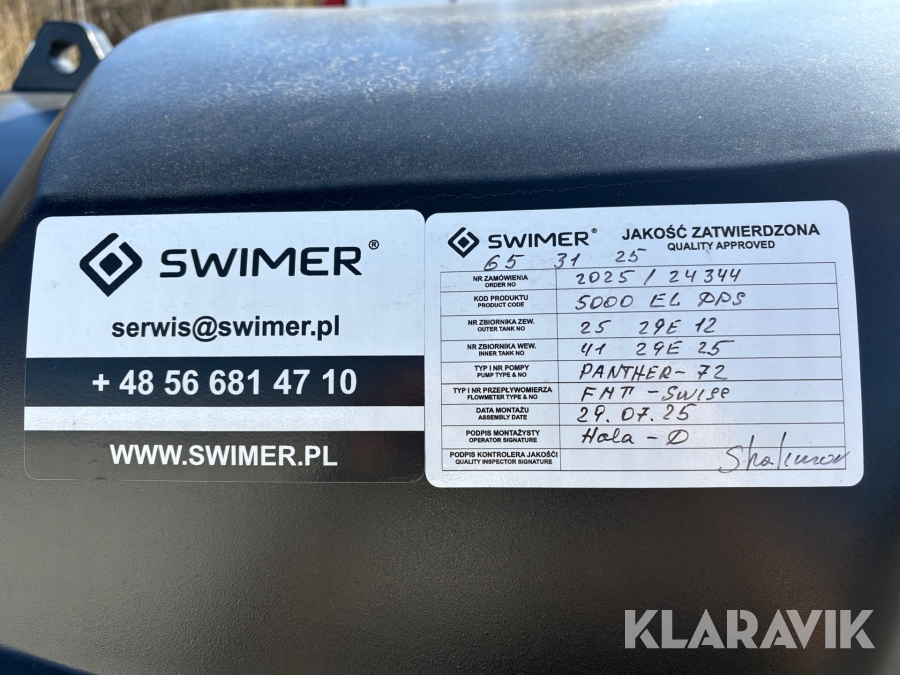 SWIMER®
serwis@swimer.pl
+ 48 56 681 47 10
WWW.SWIMER.PL
SWIMER®
JAKOŚĆ ZATWIERDZONA
QUALITY APPROVED
65 31 25
NR ZAMÓWIENIA
ORDER NO
2025/24344
KOD PRODUKTU
PRODUCT CODE
5000 EL DPS
NR ZBIORNIKA ZEW.
OUTER TANK NO
25 29E 12
NR ZBIORNIKA WEW.
INNER TANK NO
41 29E 25
TYP I NR POMPY
PUMP TYPE & NO
PANTHER-72
TYP I NR PRZEPŁYWOMIERZA
FLOWMETER TYPE & NO
FMT - Swise
DATA MONTAŻU
ASSEMBLY DATE
29.07.25
PODPIS MONTAŻYSTY
OPERATOR SIGNATURE
Hala - D
PODPIS KONTROLERA JAKOŚCI
QUALITY INSPECTOR SIGNATURE
KLARAVIK